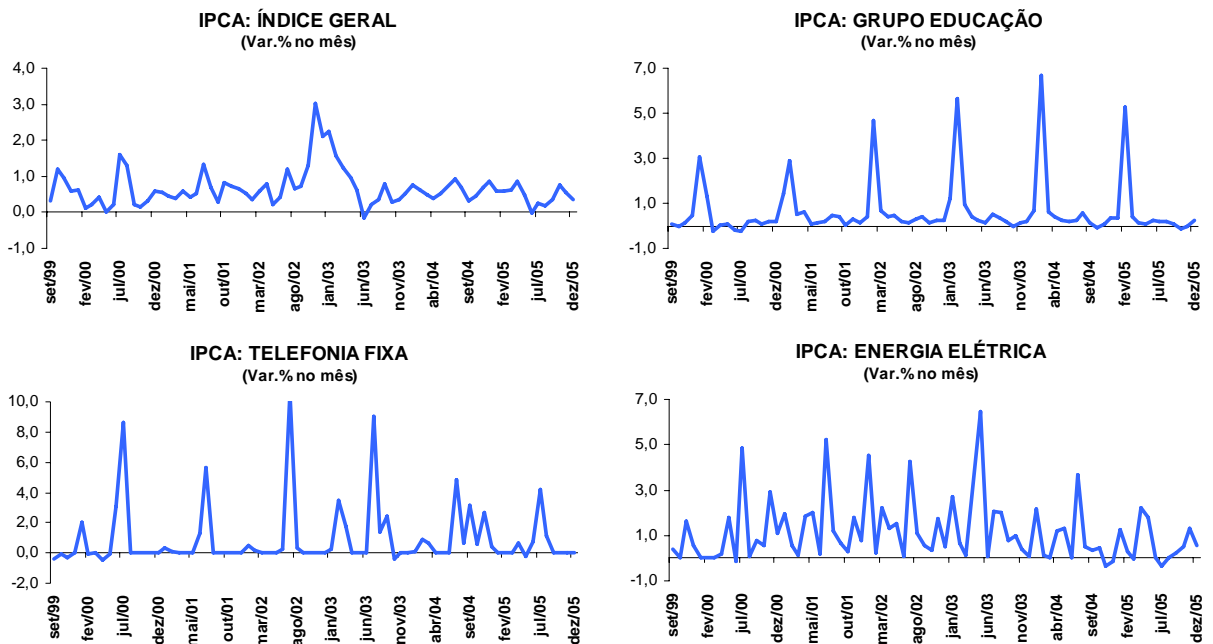 IPCA: ÍNDICE GERAL
(Var.% no mês)
4,0
3,0
2,0
1,0
0,0
-1,0
set/99
fev/00
jul/00
dez/00
mai/01
out/01
mar/02
ago/02
jan/03
jun/03
nov/03
abr/04
set/04
fev/05
jul/05
dez/05
IPCA: GRUPO EDUCAÇÃO
(Var.% no mês)
7,0
5,0
3,0
1,0
-1,0
set/99
fev/00
jul/00
dez/00
mai/01
out/01
mar/02
ago/02
jan/03
jun/03
nov/03
abr/04
set/04
fev/05
jul/05
dez/05
IPCA: TELEFONIA FIXA
(Var.% no mês)
10,0
8,0
6,0
4,0
2,0
0,0
-2,0
set/99
fev/00
jul/00
dez/00
mai/01
out/01
mar/02
ago/02
jan/03
jun/03
nov/03
abr/04
set/04
fev/05
jul/05
dez/05
IPCA: ENERGIA ELÉTRICA
(Var.% no mês)
7,0
5,0
3,0
1,0
-1,0
set/99
fev/00
jul/00
dez/00
mai/01
out/01
mar/02
ago/02
jan/03
jun/03
nov/03
abr/04
set/04
fev/05
jul/05
dez/05